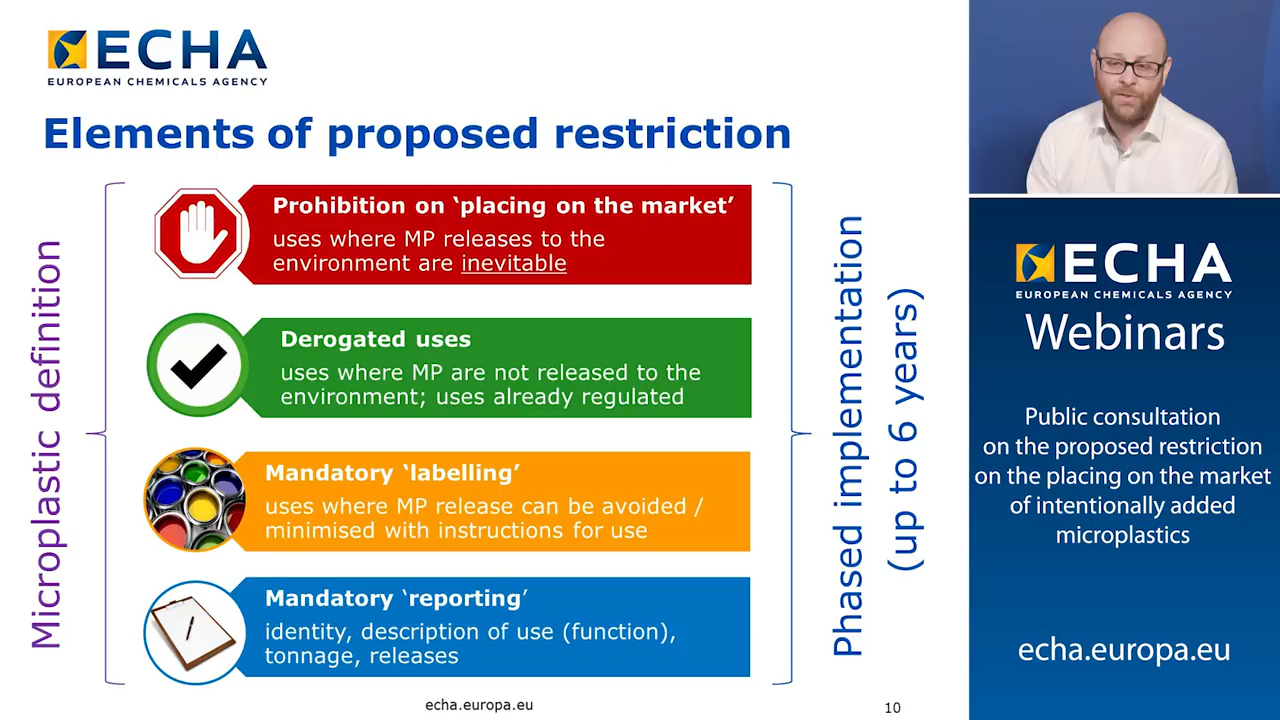 ECHA
EUROPEAN CHEMICALS AGENCY
Elements of proposed restriction
Microplastic definition
Prohibition on ‘placing on the market’
uses where MP releases to the
environment are inevitable
Derogated uses
uses where MP are not released to the
environment; uses already regulated
Mandatory ‘labelling’
uses where MP release can be avoided /
minimised with instructions for use
Mandatory ‘reporting’
identity, description of use (function),
tonnage, releases
Phased implementation
(up to 6 years)
echa.europa.eu
10
ECHA
EUROPEAN CHEMICALS AGENCY
Webinars
Public consultation
on the proposed restriction
on the placing on the market
of intentionally added
microplastics
echa.europa.eu